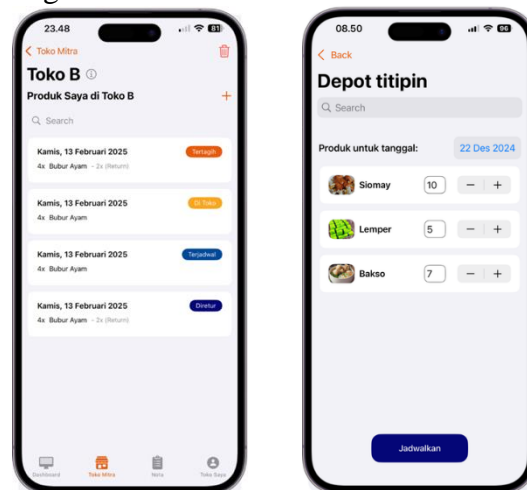 23.48
Toko Mitra
Toko B
Produk Saya di Toko B
Search
Kamis, 13 Februari 2025
Tertagih
4x Bubur Ayam - 2x (Return)
Kamis, 13 Februari 2025
Di Toko
4x Bubur Ayam
Kamis, 13 Februari 2025
Terjadwal
4x Bubur Ayam
Kamis, 13 Februari 2025
Diretur
4x Bubur Ayam - 2x (Return)
Dashboard
Toko Mitra
Nota
Toko Saya
08.50
Back
Depot titipin
Search
Produk untuk tanggal:
22 Des 2024
Siomay
10
Lemper
5
Bakso
7
Jadwalkan